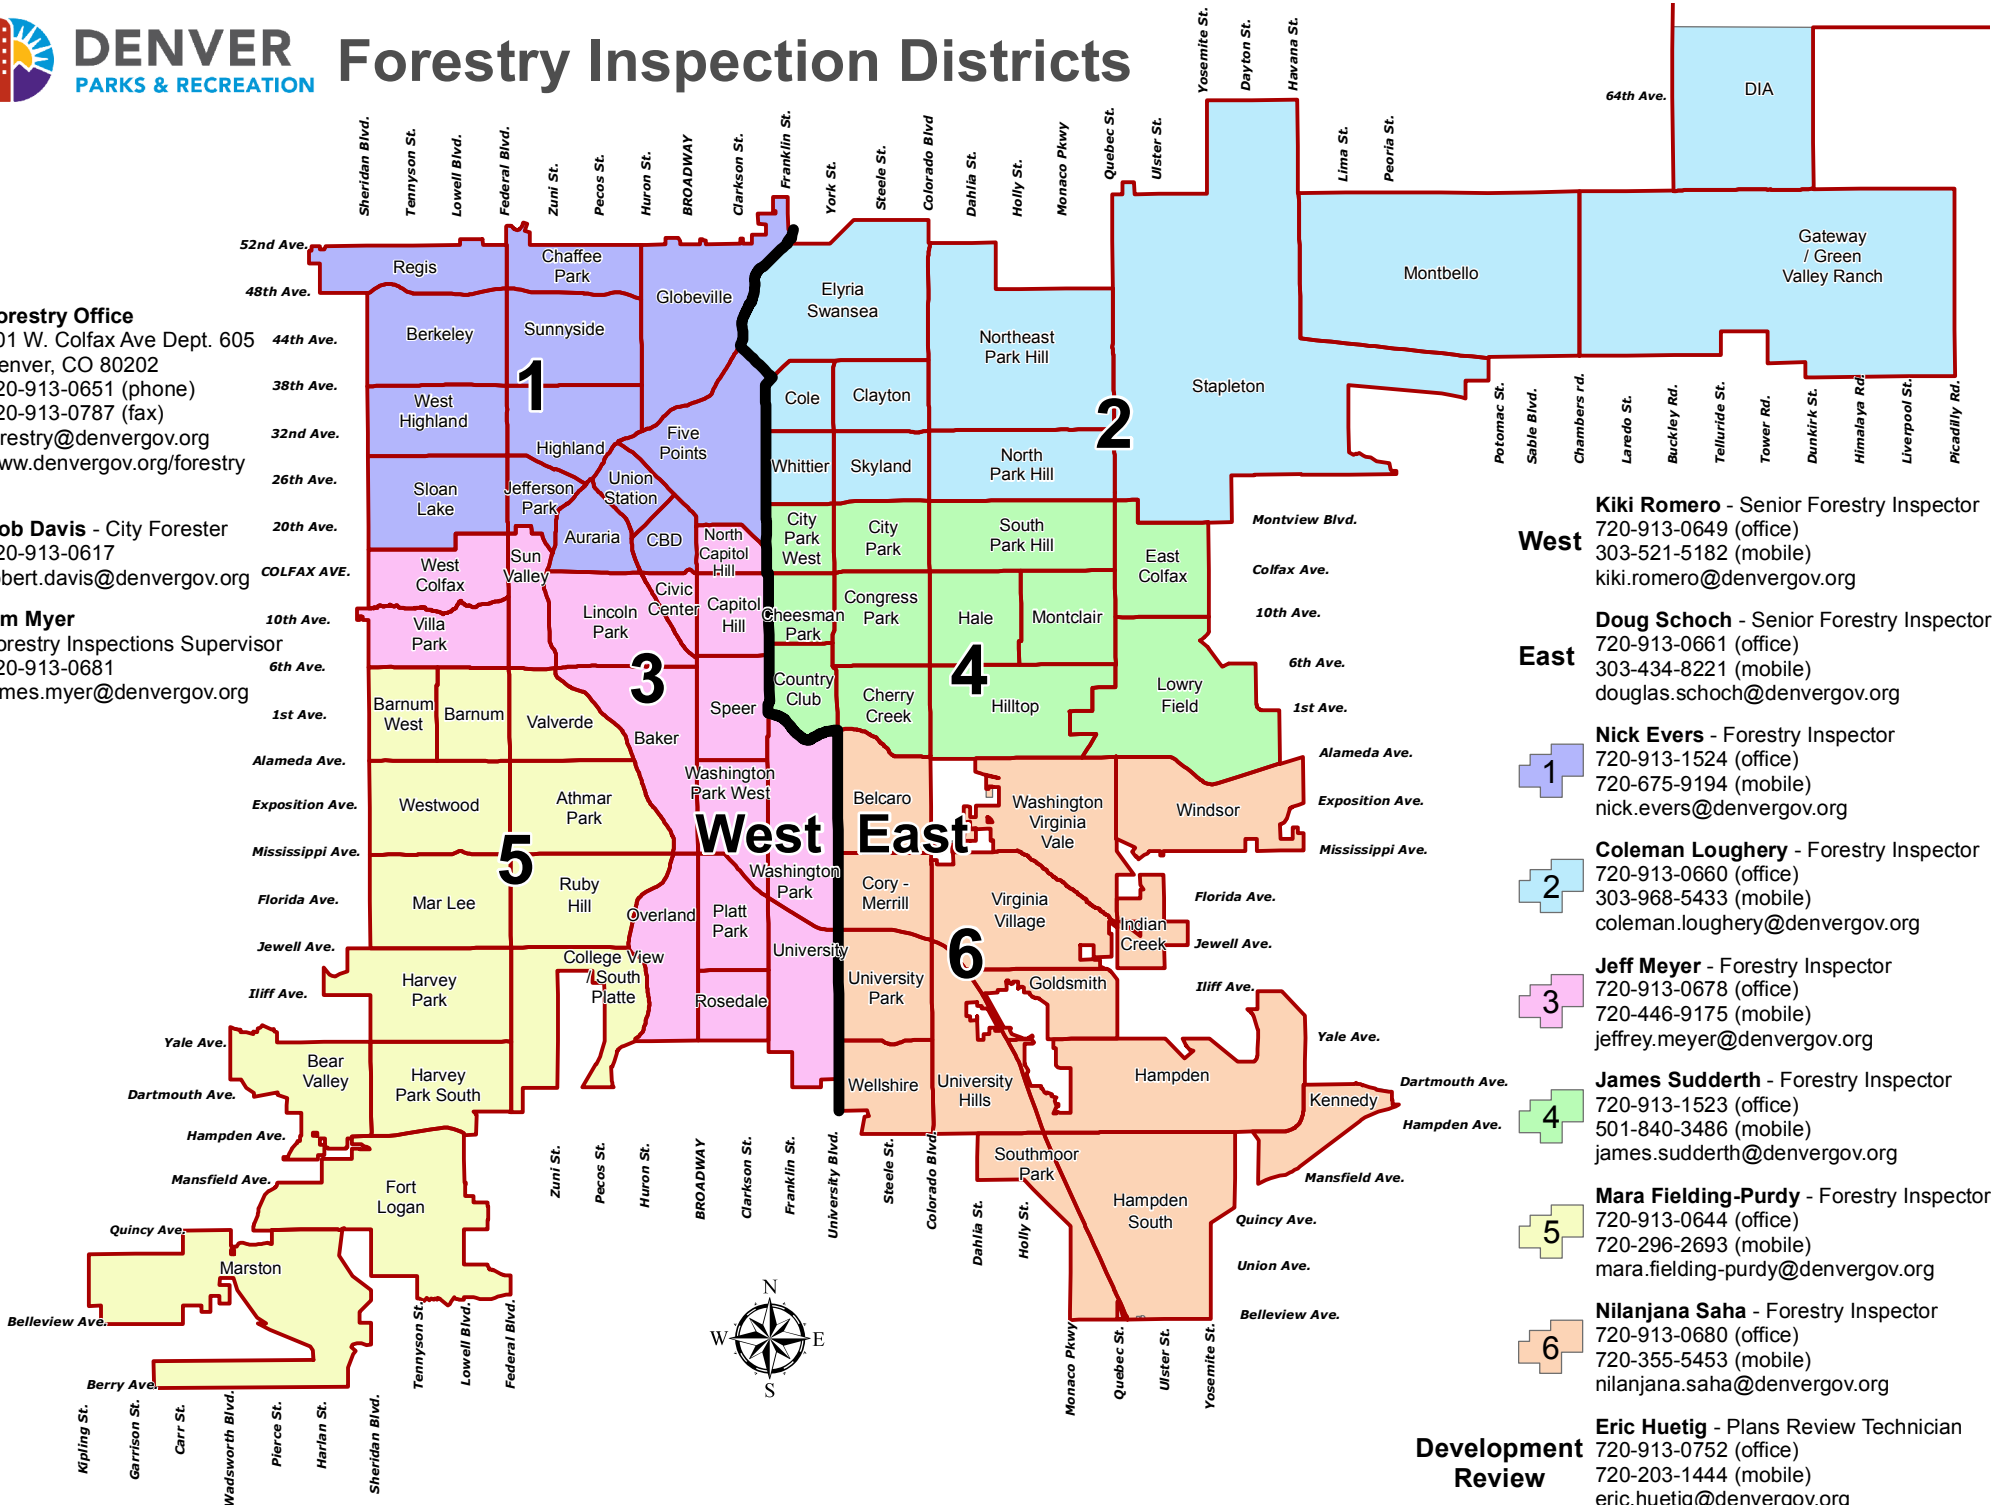 DENVER
PARKS & RECREATION
Forestry Inspection Districts
Sheridan Blvd.
Tennyson St.
Lowell Blvd.
Federal Blvd.
Zuni St.
Pecos St.
Huron St.
BROADWAY
Clarkson St.
Franklin St.
York St.
Steele St.
Colorado Blvd
Dahlia St.
Holly St.
Monaco Pkwy
Quebec St.
Ulster St.
Yosemite St.
Dayton St.
Havana St.
Lima St.
Peoria St.
64th Ave.
DIA
52nd Ave.
48th Ave.
44th Ave.
38th Ave.
32nd Ave.
26th Ave.
20th Ave.
COLFAX AVE.
10th Ave.
6th Ave.
1st Ave.
Alameda Ave.
Exposition Ave.
Mississippi Ave.
Florida Ave.
Jewell Ave.
Iliff Ave.
Yale Ave.
Dartmouth Ave.
Hampden Ave.
Mansfield Ave.
Quincy Ave.
Belleview Ave.
Berry Ave.
orestry Office
01 W. Colfax Ave Dept. 605
enver, CO 80202
20-913-0651 (phone)
20-913-0787 (fax)
restry@denvergov.org
ww.denvergov.org/forestry
ob Davis - City Forester
20-913-0617
bert.davis@denvergov.org
m Myer
orestry Inspections Supervisor
20-913-0681
mes.myer@denvergov.org
Regis
Chaffee
Park
Globeville
Berkeley
Sunnyside
1
West
Highland
Highland
Five
Points
Union
Station
Sloan
Lake
Jefferson
Park
Auraria
CBD
North
Capitol
Hill
Elyria
Swansea
Northeast
Park Hill
Cole
Clayton
Whittier
Skyland
North
Park Hill
2
Stapleton
Montbello
Gateway
/ Green
Valley Ranch
Potomac St.
Sable Blvd.
Chambers rd.
Laredo St.
Buckley Rd.
Telluride St.
Tower Rd.
Dunkirk St.
Himalaya Rd.
Liverpool St.
Picadilly Rd.
City
Park
West
City
Park
South
Park Hill
East
Colfax
Cheesman
Park
Congress
Park
Hale
Montclair
Country
Club
Cherry
Creek
4
Hilltop
Lowry
Field
West
Colfax
Sun
Valley
Villa
Park
Lincoln
Park
Civic
Center
Capitol
Hill
3
Speer
Baker
Washington
Park West
Washington
Park
West
East
Overland
Platt
Park
University
Rosedale
Barnum
West
Barnum
Valverde
Westwood
Athmar
Park
5
Mar Lee
Ruby
Hill
Harvey
Park
College View
/ South
Platte
Bear
Valley
Harvey
Park South
Fort
Logan
Marston
Belcaro
Washington
Virginia
Vale
Windsor
Cory -
Merrill
Virginia
Village
Indian
Creek
6
University
Park
Goldsmith
Wellshire
University
Hills
Hampden
Kennedy
Southmoor
Park
Hampden
South
Montview Blvd.
Colfax Ave.
10th Ave.
6th Ave.
1st Ave.
Alameda Ave.
Exposition Ave.
Mississippi Ave.
Florida Ave.
Jewell Ave.
Iliff Ave.
Yale Ave.
Dartmouth Ave.
Hampden Ave.
Mansfield Ave.
Quincy Ave.
Union Ave.
Belleview Ave.
Zuni St.
Pecos St.
Huron St.
BROADWAY
Clarkson St.
Franklin St.
University Blvd.
Steele St.
Colorado Blvd.
Dahlia St.
Holly St.
Monaco Pkwy
Quebec St.
Ulster St.
Yosemite St.
Tennyson St.
Lowell Blvd.
Federal Blvd.
Kipling St.
Garrison St.
Carr St.
Wadsworth Blvd.
Pierce St.
Harlan St.
Sheridan Blvd.
N
W
E
S
West
Kiki Romero - Senior Forestry Inspector
720-913-0649 (office)
303-521-5182 (mobile)
kiki.romero@denvergov.org
East
Doug Schoch - Senior Forestry Inspector
720-913-0661 (office)
303-434-8221 (mobile)
douglas.schoch@denvergov.org
1
Nick Evers - Forestry Inspector
720-913-1524 (office)
720-675-9194 (mobile)
nick.evers@denvergov.org
2
Coleman Loughery - Forestry Inspector
720-913-0660 (office)
303-968-5433 (mobile)
coleman.loughery@denvergov.org
3
Jeff Meyer - Forestry Inspector
720-913-0678 (office)
720-446-9175 (mobile)
jeffrey.meyer@denvergov.org
4
James Sudderth - Forestry Inspector
720-913-1523 (office)
501-840-3486 (mobile)
james.sudderth@denvergov.org
5
Mara Fielding-Purdy - Forestry Inspector
720-913-0644 (office)
720-296-2693 (mobile)
mara.fielding-purdy@denvergov.org
6
Nilanjana Saha - Forestry Inspector
720-913-0680 (office)
720-355-5453 (mobile)
nilanjana.saha@denvergov.org
Development
Review
Eric Huetig - Plans Review Technician
720-913-0752 (office)
720-203-1444 (mobile)
eric.huetig@denvergov.org